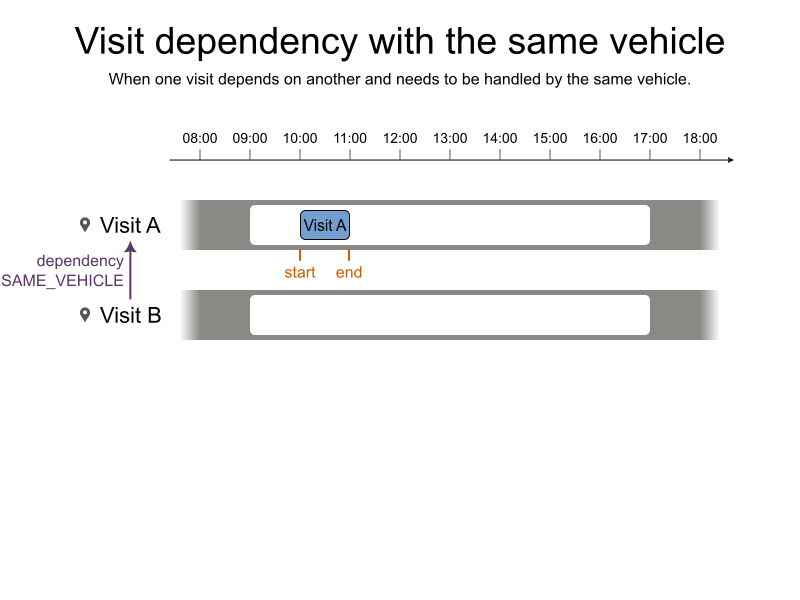 Visit dependency with the same vehicle
When one visit depends on another and needs to be handled by the same vehicle.
08:00 09:00 10:00 11:00 12:00 13:00 14:00 15:00 16:00 17:00 18:00
Visit A
Visit A
start end
dependency
SAME_VEHICLE
Visit B